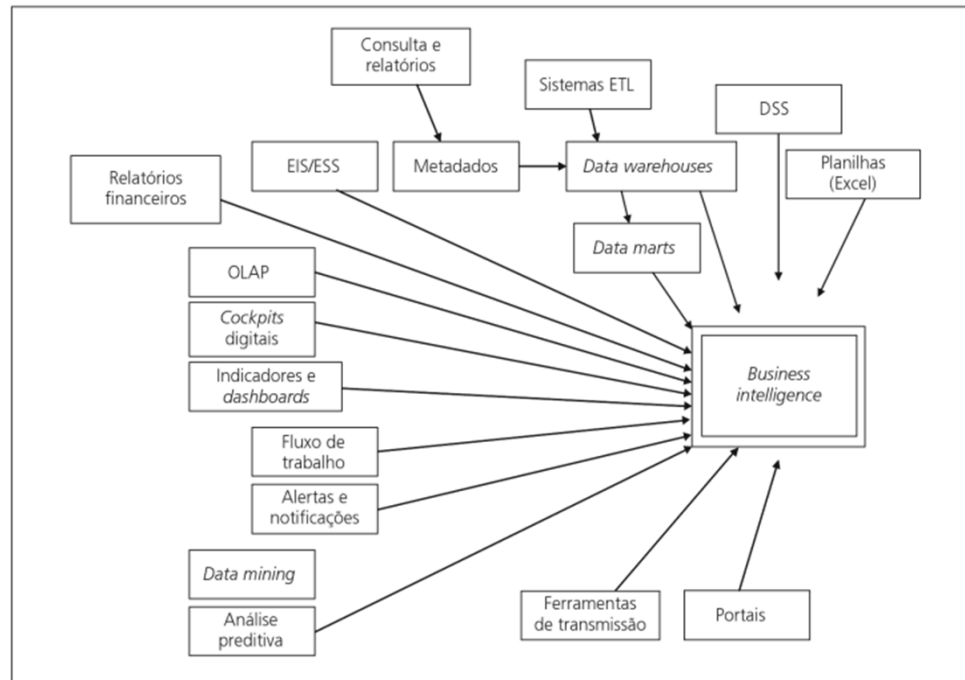 Consulta e
relatórios
Sistemas ETL
DSS
EIS/ESS
Metadados
Data warehouses
Planilhas
(Excel)
Relatórios
financeiros
Data marts
OLAP
Cockpits
digitais
Indicadores e
dashboards
Business
intelligence
Fluxo de
trabalho
Alertas e
notificações
Data mining
Análise
preditiva
Ferramentas
de transmissão
Portais